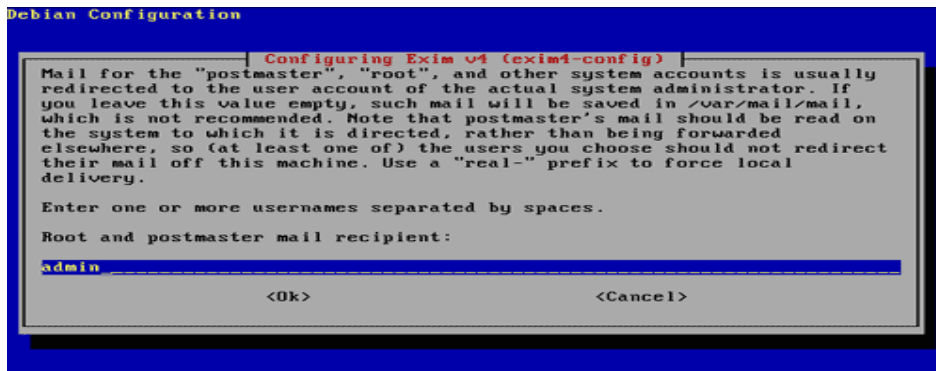 Debian Configuration
Configuring Exim v4 (exim4-config)
Mail for the "postmaster", "root", and other system accounts is usually
redirected to the user account of the actual system administrator. If
you leave this value empty, such mail will be saved in /var/mail/mail,
which is not recommended. Note that postmaster's mail should be read on
the system to which it is directed, rather than being forwarded
elsewhere, so (at least one of) the users you choose should not redirect
their mail off this machine. Use a "real-" prefix to force local
delivery.
Enter one or more usernames separated by spaces.
Root and postmaster mail recipient:
admin
<Ok> <Cancel>